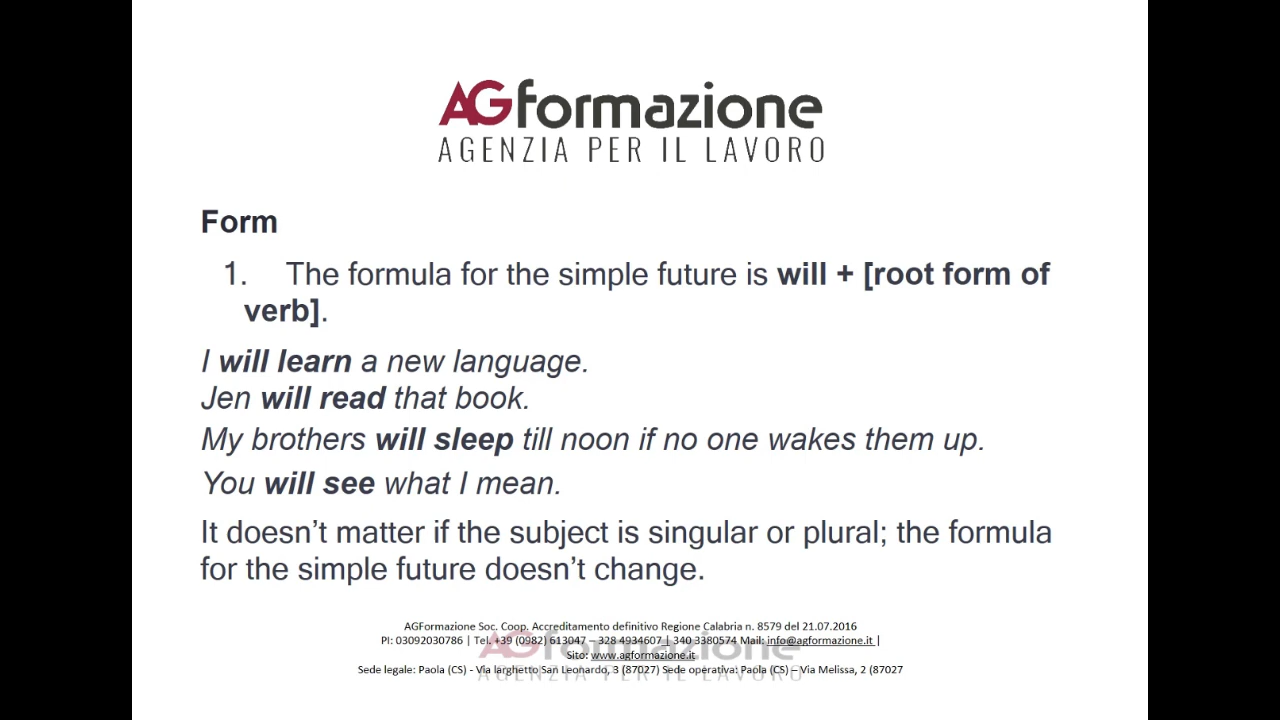 AGformazione
AGENZIA PER IL LAVORO
Form
1. The formula for the simple future is will + [root form of
verb].
I will learn a new language.
Jen will read that book.
My brothers will sleep till noon if no one wakes them up.
You will see what I mean.
It doesn’t matter if the subject is singular or plural; the formula
for the simple future doesn’t change.
AGFormazione Soc. Coop. Accreditamento definitivo Regione Calabria n. 8579 del 21.07.2016
PI: 03092030786 | Tel. +39 (0982) 613047 – 328 4934607 | 340 3380574 Mail: info@agformazione.it |
Sito: www.agformazione.it
Sede legale: Paola (CS) - Via larghetto San Leonardo, 3 (87027) Sede operativa: Paola (CS) – Via Melissa, 2 (87027
AGformazione
AGENZIA PER IL LAVORO